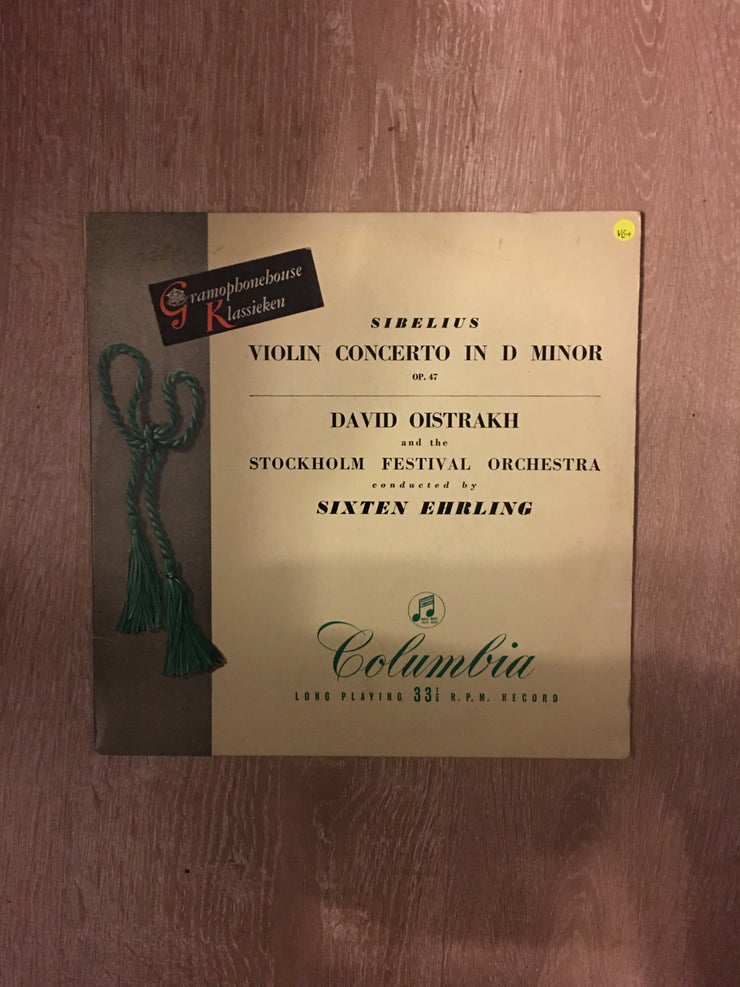 VG+
Gramophonehouse
Klassieken
SIBELIUS
VIOLIN CONCERTO IN D MINOR
OP. 47
DAVID OISTRAKH
and the
STOCKHOLM FESTIVAL ORCHESTRA
conducted by
SIXTEN EHRLING
Columbia
LONG PLAYING 33⅓ R.P.M. RECORD